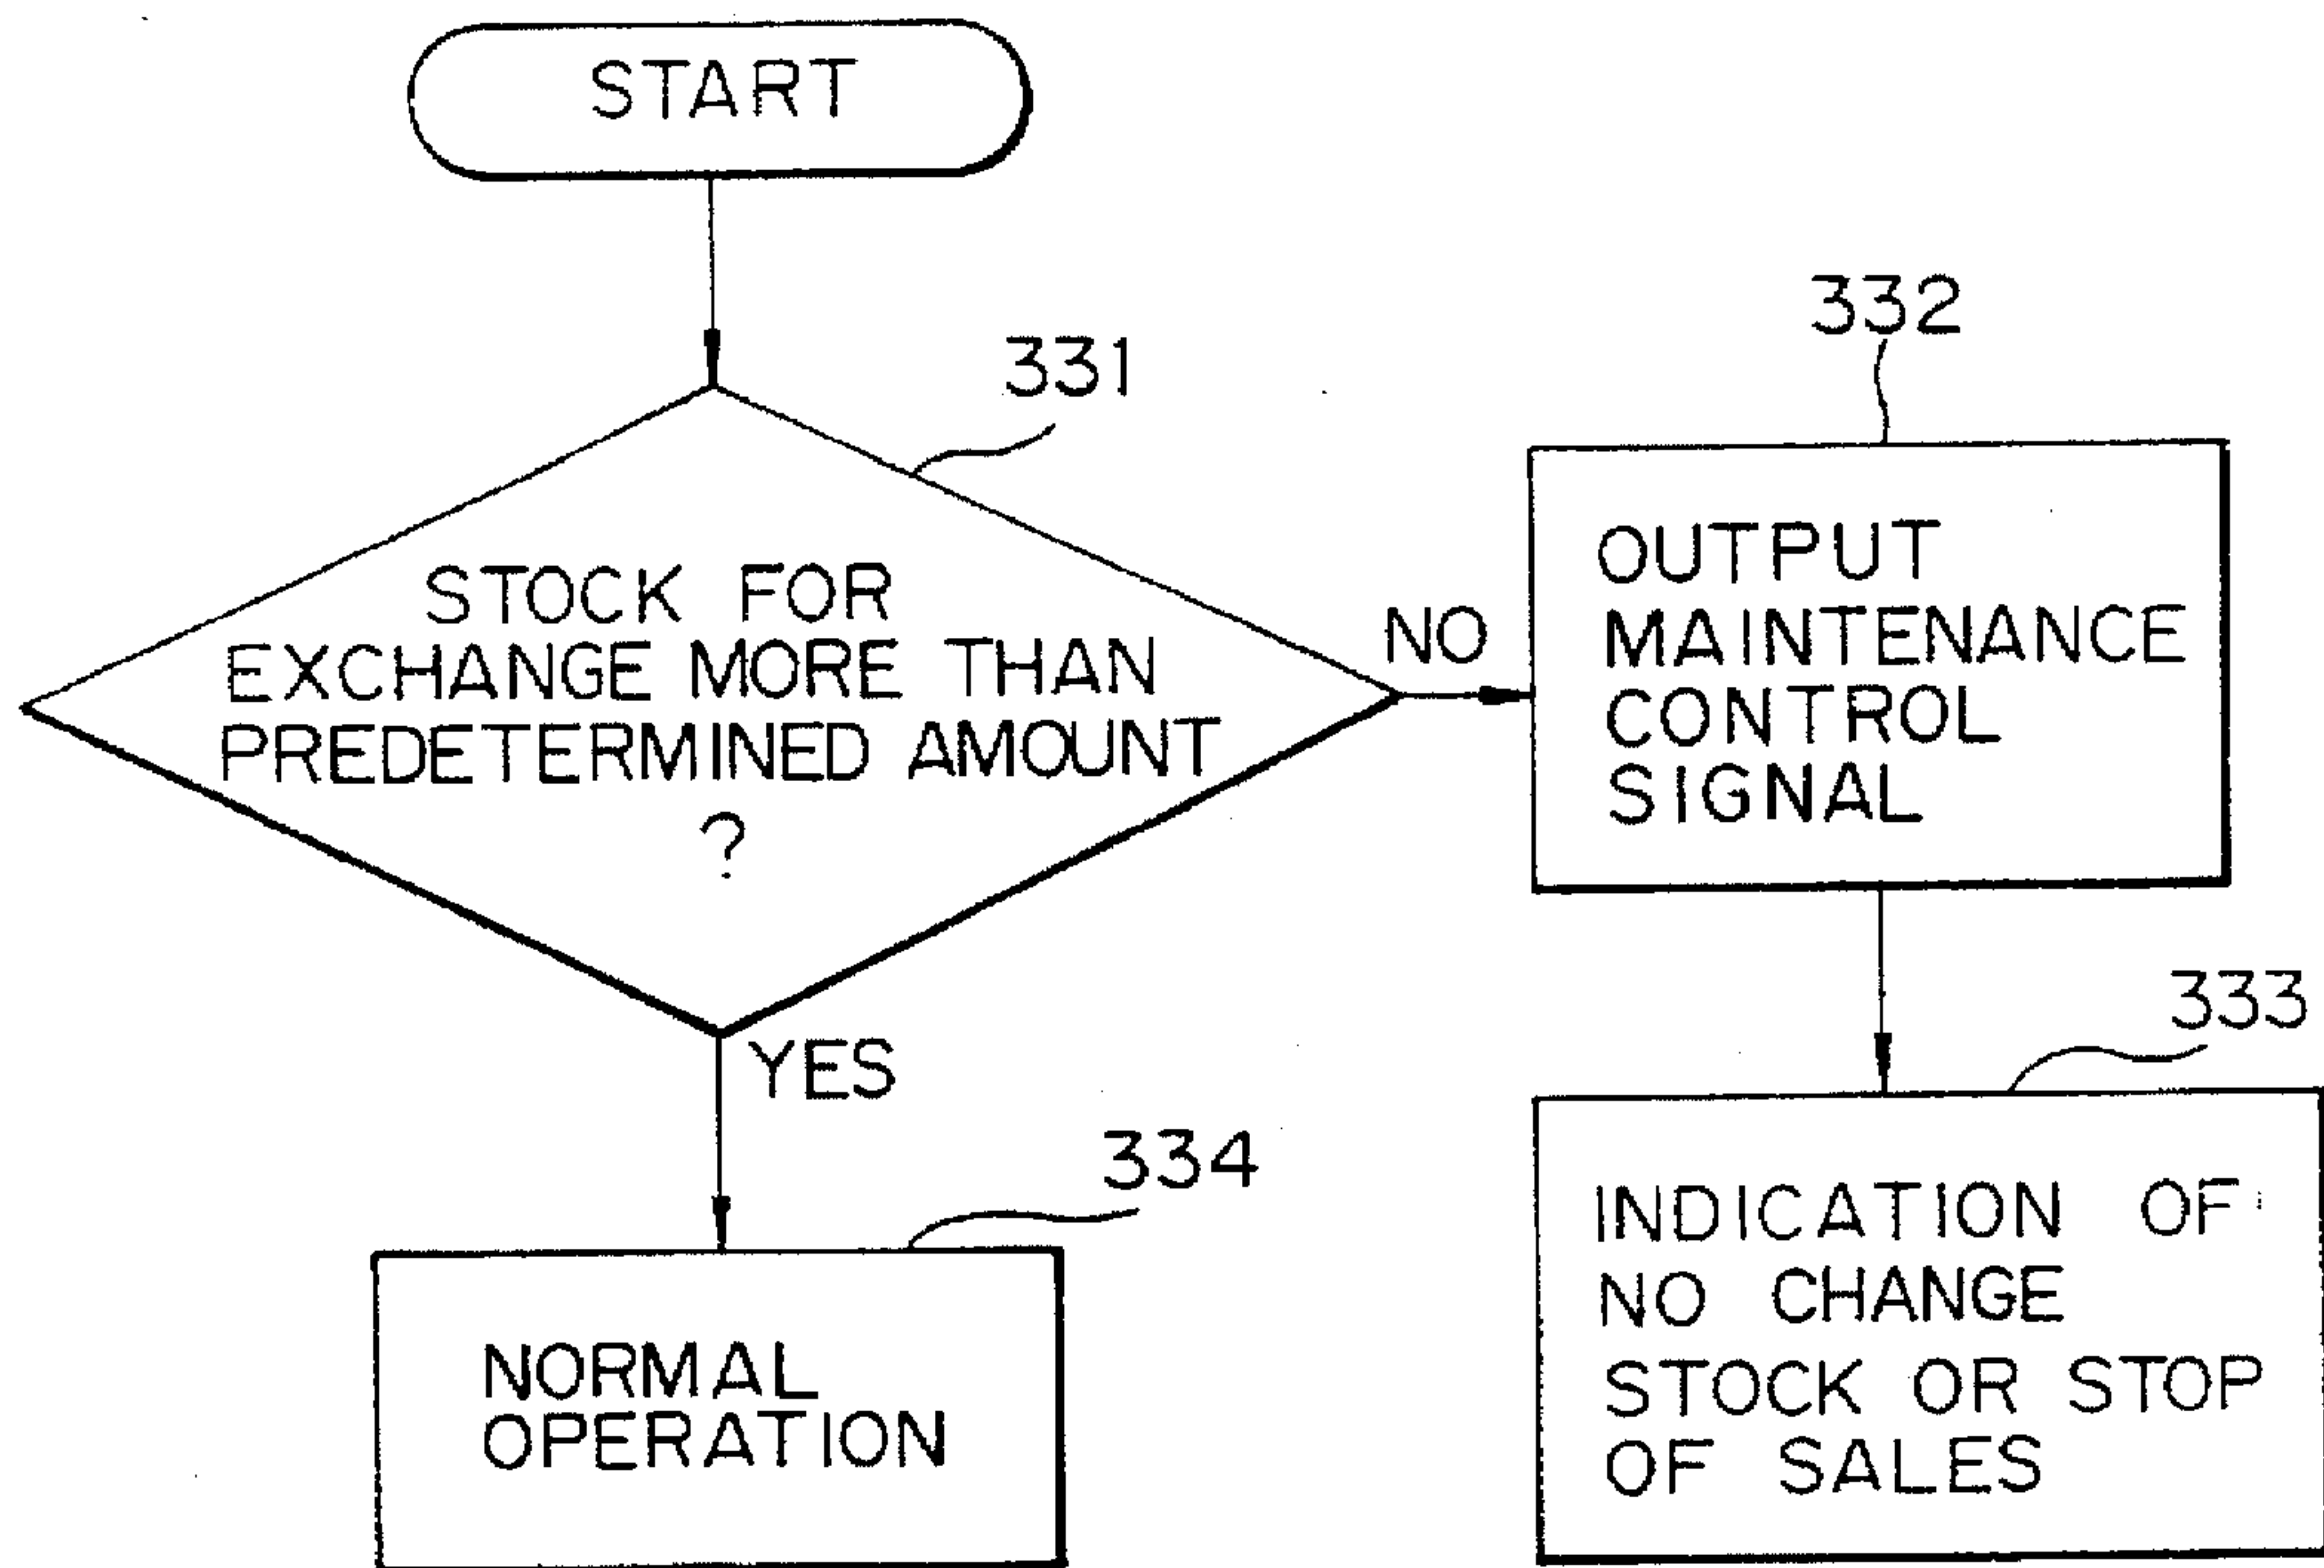 START
331
STOCK FOR
EXCHANGE MORE THAN
PREDETERMINED AMOUNT
?
NO
332
OUTPUT
MAINTENANCE
CONTROL
SIGNAL
YES
334
NORMAL
OPERATION
333
INDICATION OF
NO CHANGE
STOCK OR STOP
OF SALES